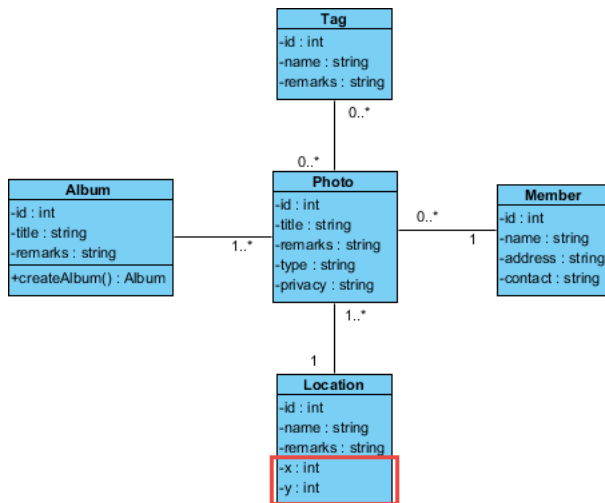 Tag
-id : int
-name : string
-remarks : string
0..*
0..*
Album
-id : int
-title : string
-remarks : string
+createAlbum() : Album
1..*
Photo
-id : int
-title : string
-remarks : string
-type : string
-privacy : string
0..*
1
Member
-id : int
-name : string
-address : string
-contact : string
1..*
1
Location
-id : int
-name : string
-remarks : string
-x : int
-y : int